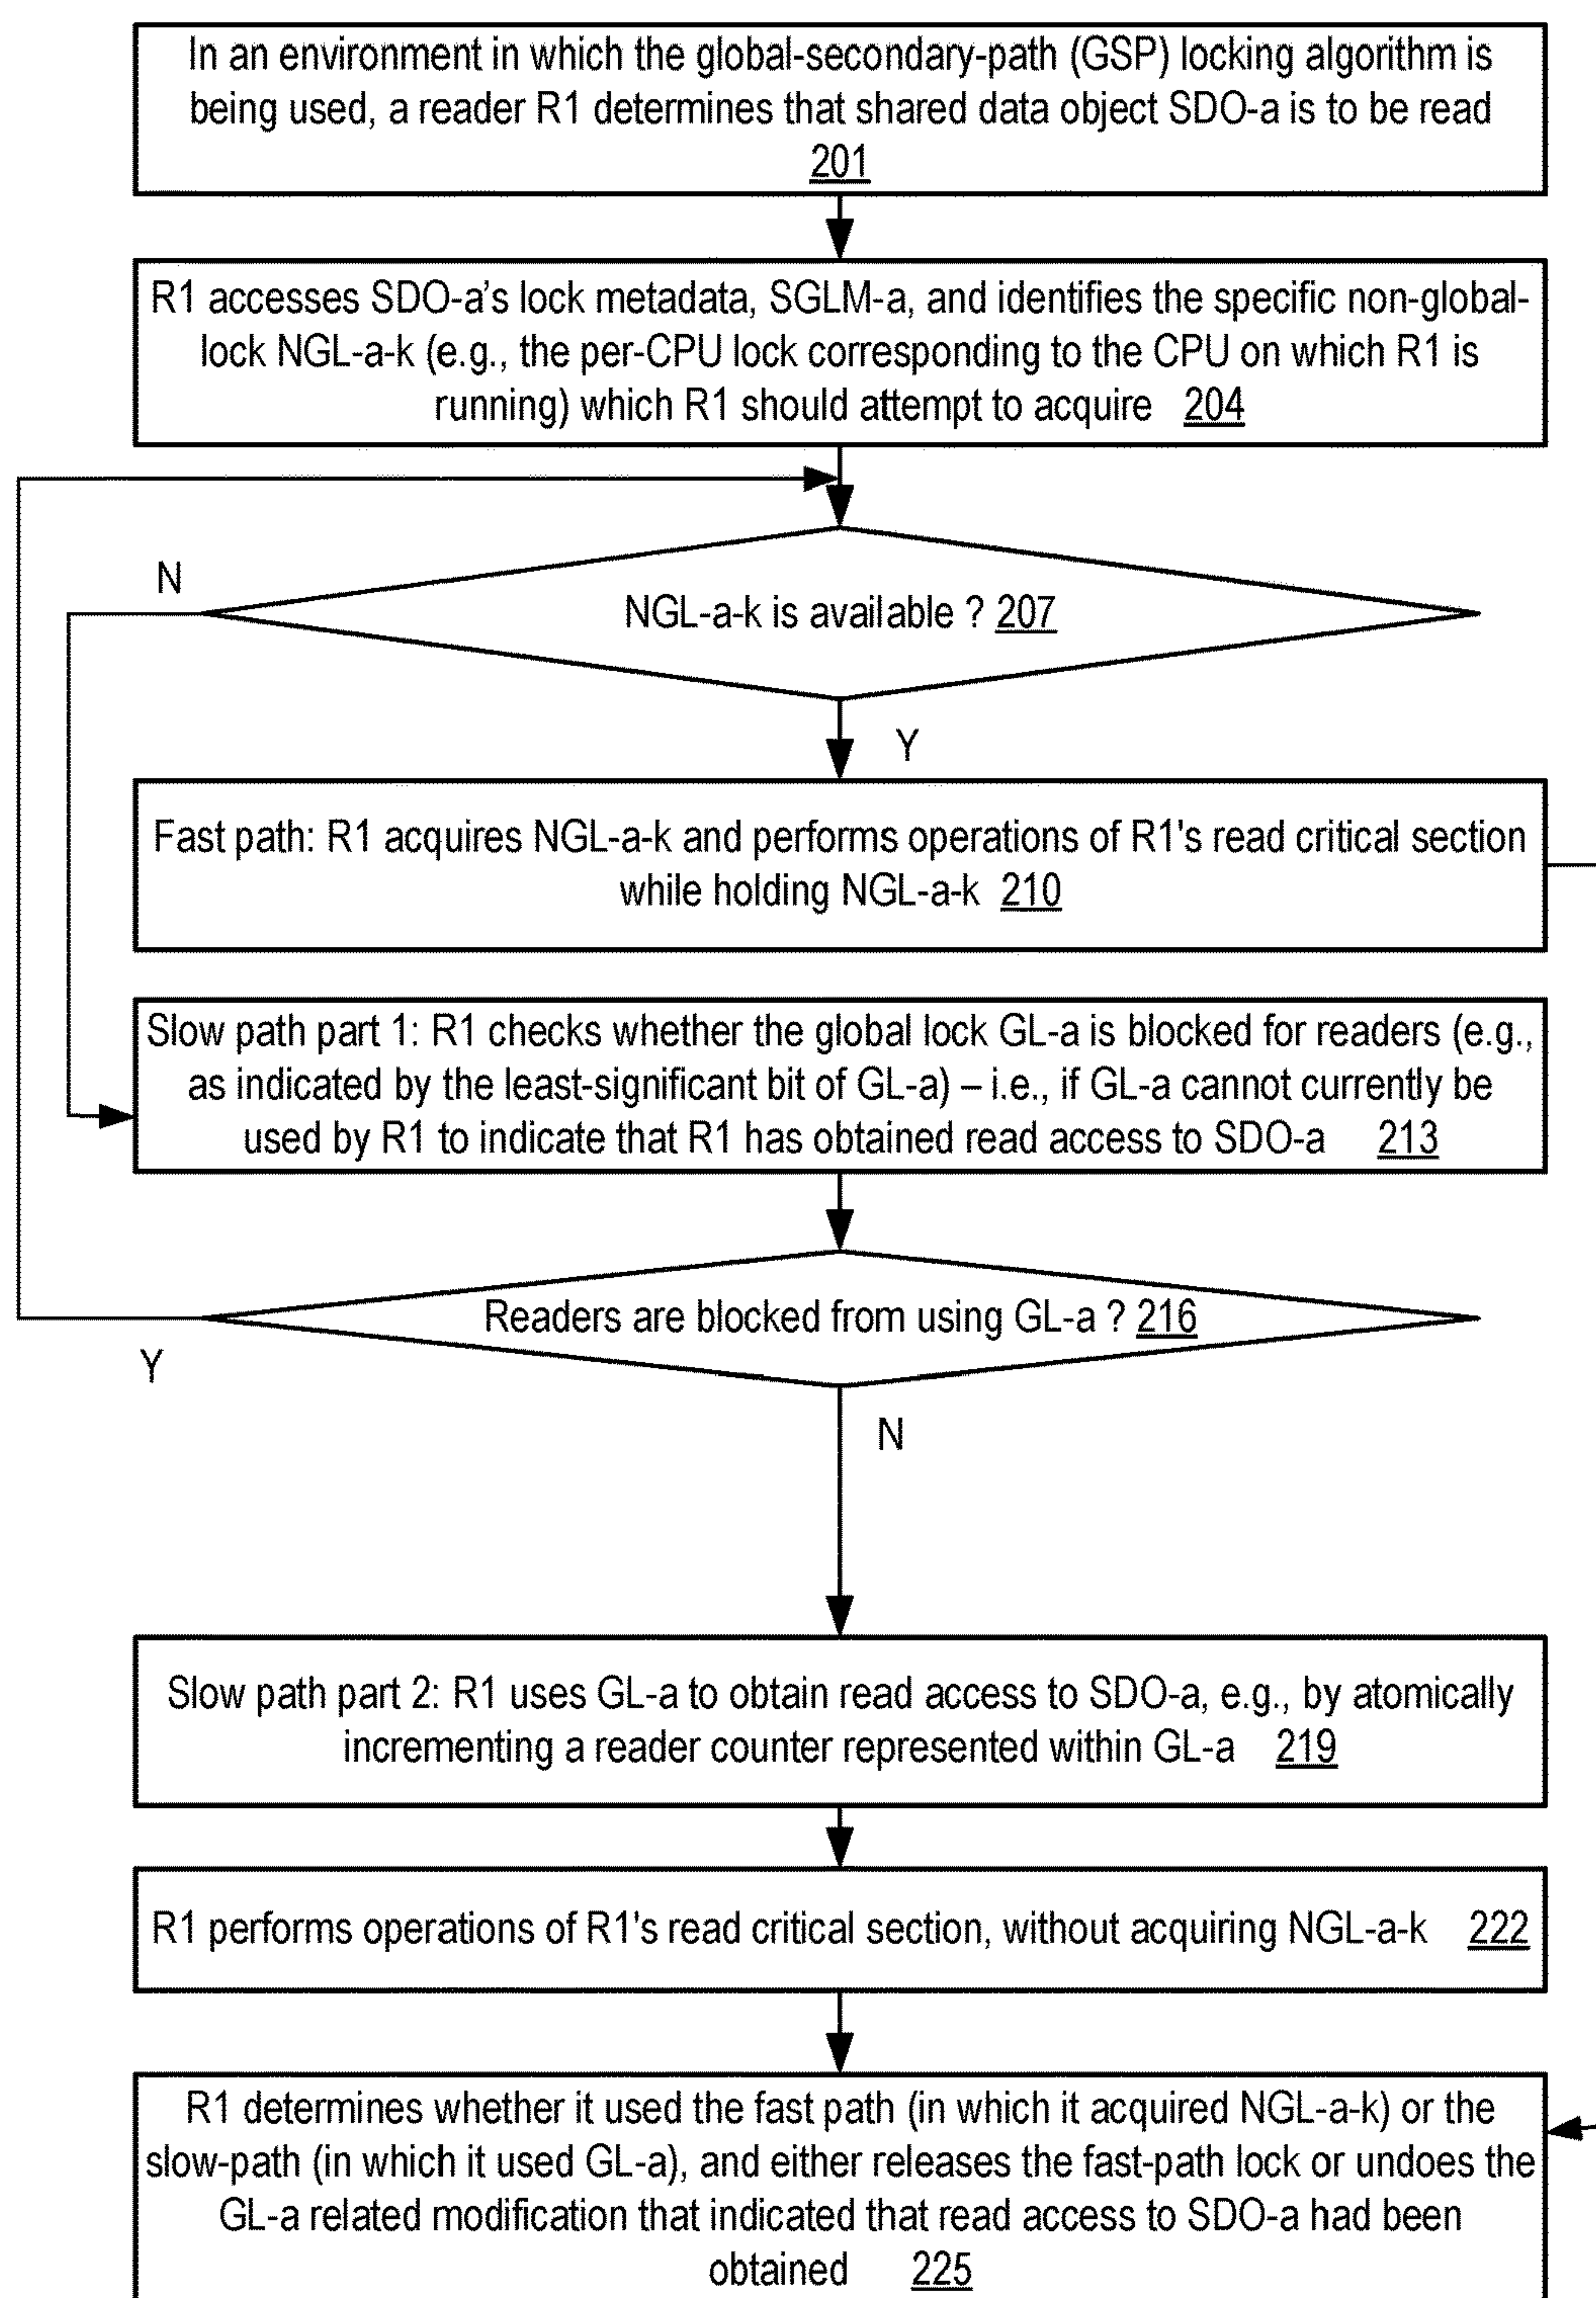 In an environment in which the global-secondary-path (GSP) locking algorithm is
being used, a reader R1 determines that shared data object SDO-a is to be read
201
R1 accesses SDO-a's lock metadata, SGLM-a, and identifies the specific non-global-
lock NGL-a-k (e.g., the per-CPU lock corresponding to the CPU on which R1 is
running) which R1 should attempt to acquire 204
N
NGL-a-k is available ? 207
Y
Fast path: R1 acquires NGL-a-k and performs operations of R1's read critical section
while holding NGL-a-k 210
Slow path part 1: R1 checks whether the global lock GL-a is blocked for readers (e.g.,
as indicated by the least-significant bit of GL-a) – i.e., if GL-a cannot currently be
used by R1 to indicate that R1 has obtained read access to SDO-a 213
Readers are blocked from using GL-a ? 216
Y
N
Slow path part 2: R1 uses GL-a to obtain read access to SDO-a, e.g., by atomically
incrementing a reader counter represented within GL-a 219
R1 performs operations of R1's read critical section, without acquiring NGL-a-k 222
R1 determines whether it used the fast path (in which it acquired NGL-a-k) or the
slow-path (in which it used GL-a), and either releases the fast-path lock or undoes the
GL-a related modification that indicated that read access to SDO-a had been
obtained 225